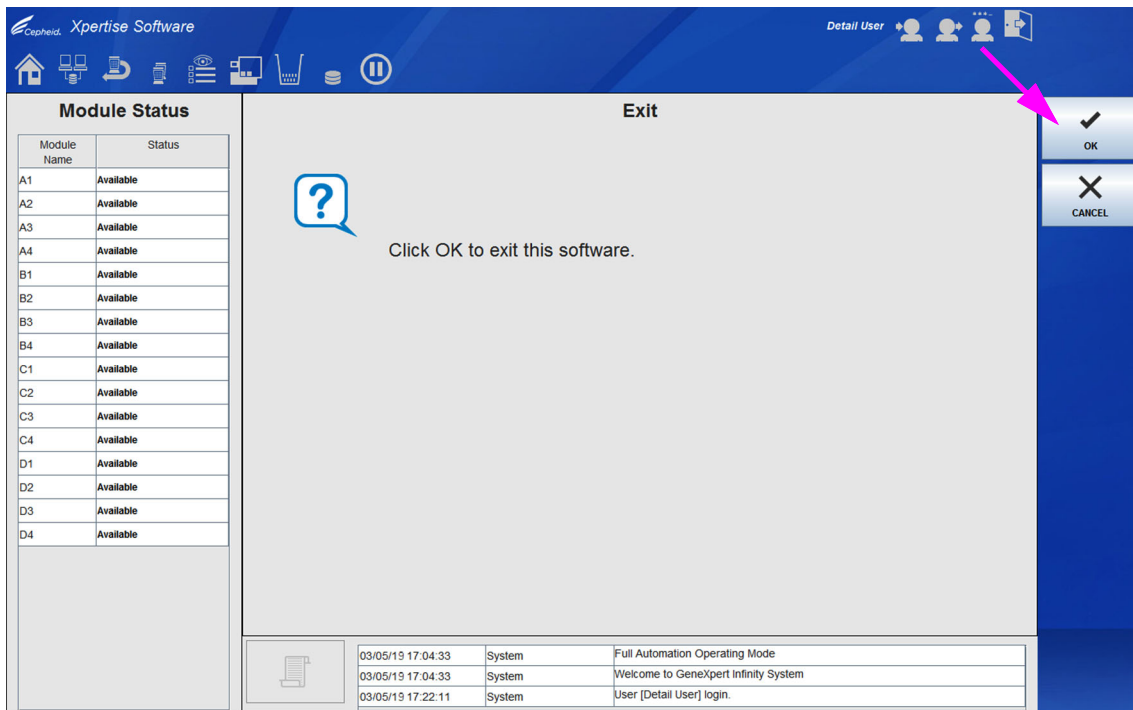 Cepheid. Xpertise Software
Detail User
Module Status
Exit
Module Name
Status
A1 Available
A2 Available
A3 Available
A4 Available
B1 Available
B2 Available
B3 Available
B4 Available
C1 Available
C2 Available
C3 Available
C4 Available
D1 Available
D2 Available
D3 Available
D4 Available
?
Click OK to exit this software.
OK
CANCEL
03/05/19 17:04:33 System Full Automation Operating Mode
03/05/19 17:04:33 System Welcome to GeneXpert Infinity System
03/05/19 17:22:11 System User [Detail User] login.